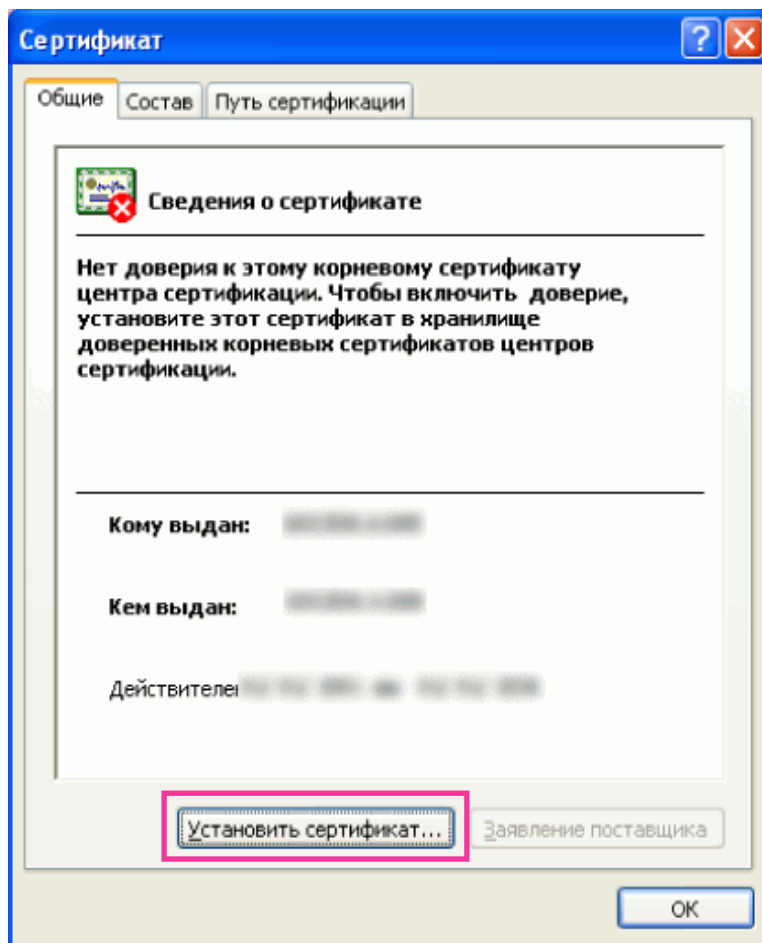 Сертификат
Общие Состав Путь сертификации
Сведения о сертификате
Нет доверия к этому корневому сертификату
центра сертификации. Чтобы включить доверие,
установите этот сертификат в хранилище
доверенных корневых сертификатов центров
сертификации.
Кому выдан:
Кем выдан:
Установить сертификат... Заявление поставщика
ОК